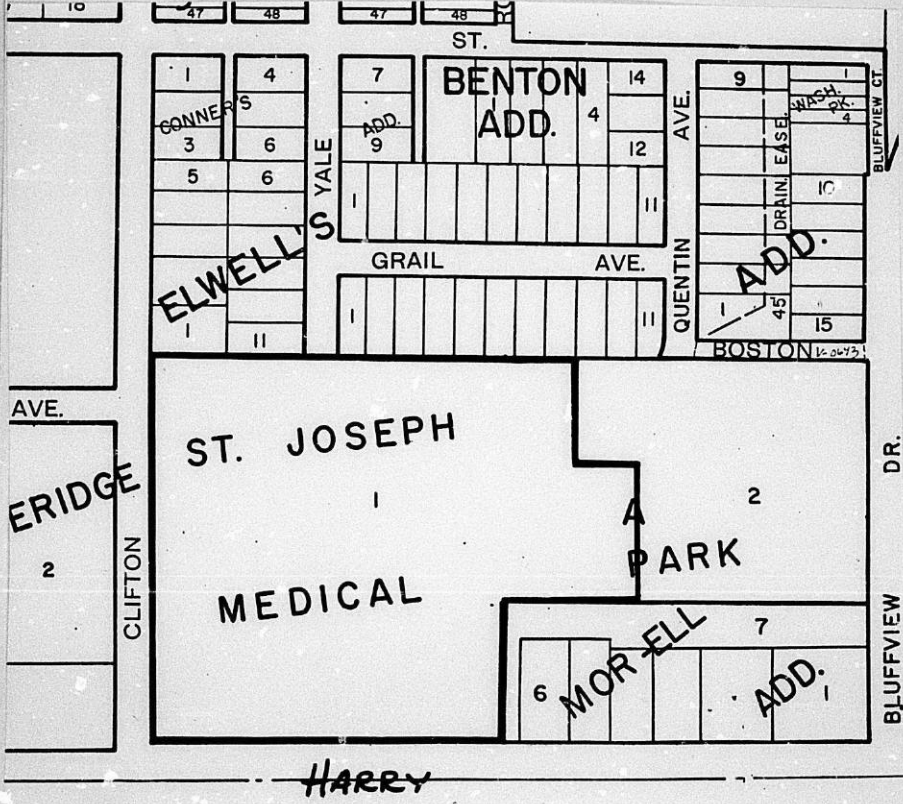 18
47
48
47
48
ST.
1
4
7
BENTON
14
9
1
CONNER'S
ADD.
ADD.
4
WASH.
PK.
4
3
6
9
12
AVE.
DRAIN. EASE.
BLUFFVIEW CT.
5
6
YALE
1
11
10
ELWELL'S
GRAIL AVE.
QUENTIN
ADD.
1
11
1
11
1
45'
15
BOSTON
AVE.
ST. JOSEPH
DR.
ERIDGE
1
A
2
2
CLIFTON
PARK
MEDICAL
7
6
MOR-ELL
ADD.
1
BLUFFVIEW
HARRY